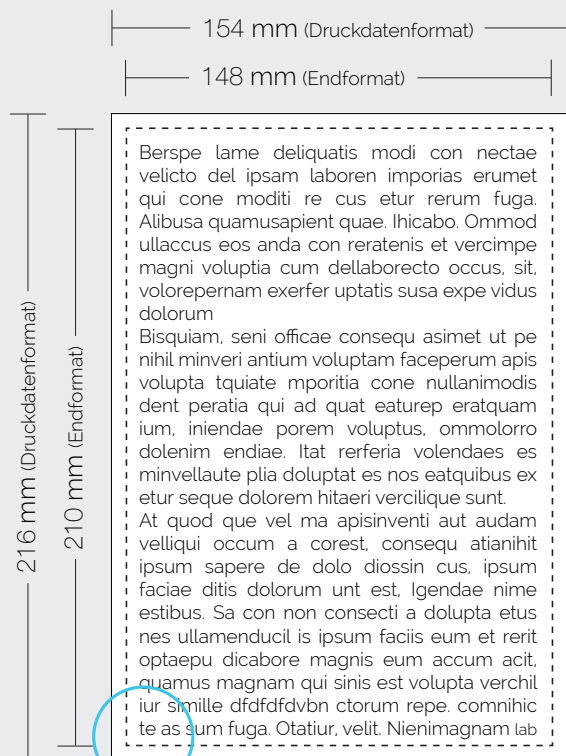 154 mm (Druckdatenformat)
148 mm (Endformat)
216 mm (Druckdatenformat)
210 mm (Endformat)
Berspe lame deliquatis modi con nectae
velicto del ipsam laboren imporias erumet
qui cone moditi re cus etur rerum fuga.
Alibusa quamusapient quae. Ihicabo. Ommod
ullaccus eos anda con reratenis et vercimpe
magni voluptia cum dellaborecto occus, sit,
volorepernam exerfer uptatis susa expe vidus
dolorum
Bisquiam, seni officae consequ asimet ut pe
nihil minveri antium voluptam faceperum apis
volupta tquiate mporitia cone nullanimodis
dent peratia qui ad quat eaturep eratquam
ium, iniendae porem voluptus, ommolorro
dolenim endiae. Itat rerferia volendaes es
minvellaute plia doluptat es nos eatquibus ex
etur seque dolorem hitaeri vercilique sunt.
At quod que vel ma apisinventi aut audam
velliqui occum a corest, consequ atianihit
ipsum sapere de dolo diossin cus, ipsum
faciae ditis dolorum unt est, Igendae nime
estibus. Sa con non consecti a dolupta etus
nes ullamenducil is ipsum faciis eum et rerit
optaepu dicabore magnis eum accum acit,
quamus magnam qui sinis est volupta verchil
iur simille dfdfdfdvbn ctorum repe. comnihic
te as sum fuga. Otatiur, velit. Nienimagnam lab